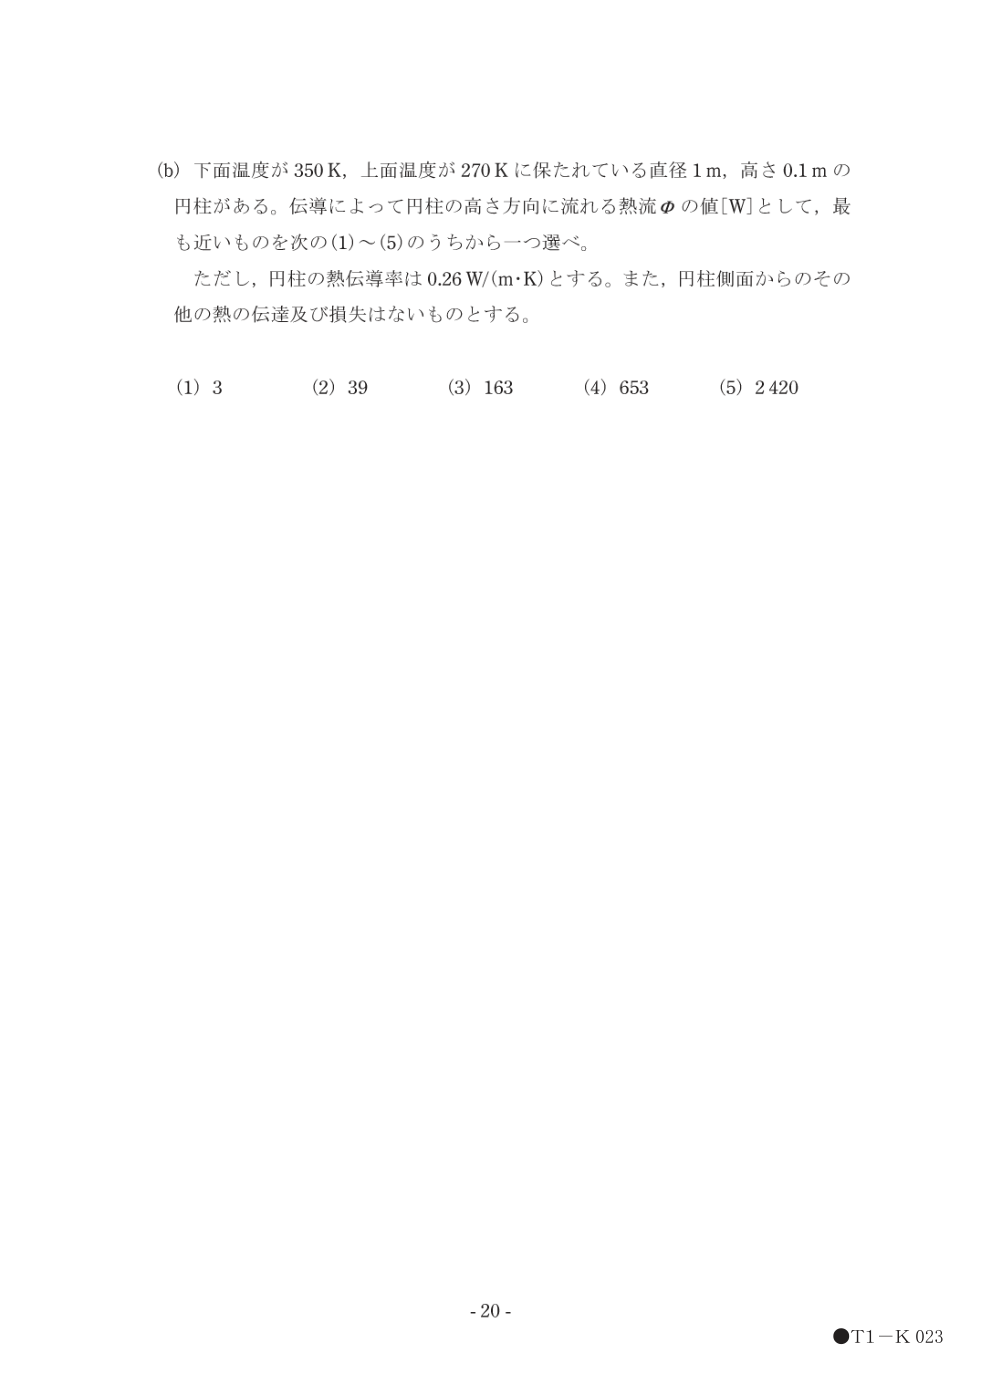 (b) 下面温度が 350 K，上面温度が 270 K に保たれている直径 1 m，高さ 0.1 m の
円柱がある。伝導によって円柱の高さ方向に流れる熱流 Φ の値[W]として，最
も近いものを次の(1)～(5)のうちから一つ選べ。
ただし，円柱の熱伝導率は 0.26 W/(m･K) とする。また，円柱側面からのその
他の熱の伝達及び損失はないものとする。
(1) 3 (2) 39 (3) 163 (4) 653 (5) 2 420
- 20 -
●T1－K 023